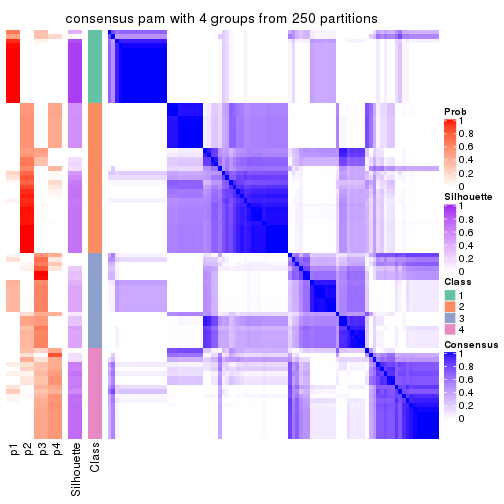 consensus pam with 4 groups from 250 partitions
Prob
1
0.8
0.6
0.4
0.2
0
Silhouette
1
0.8
0.6
0.4
0.2
0
Class
1
2
3
4
Consensus
1
0.8
0.6
0.4
0.2
0
p1
p2
p3
p4
Silhouette
Class